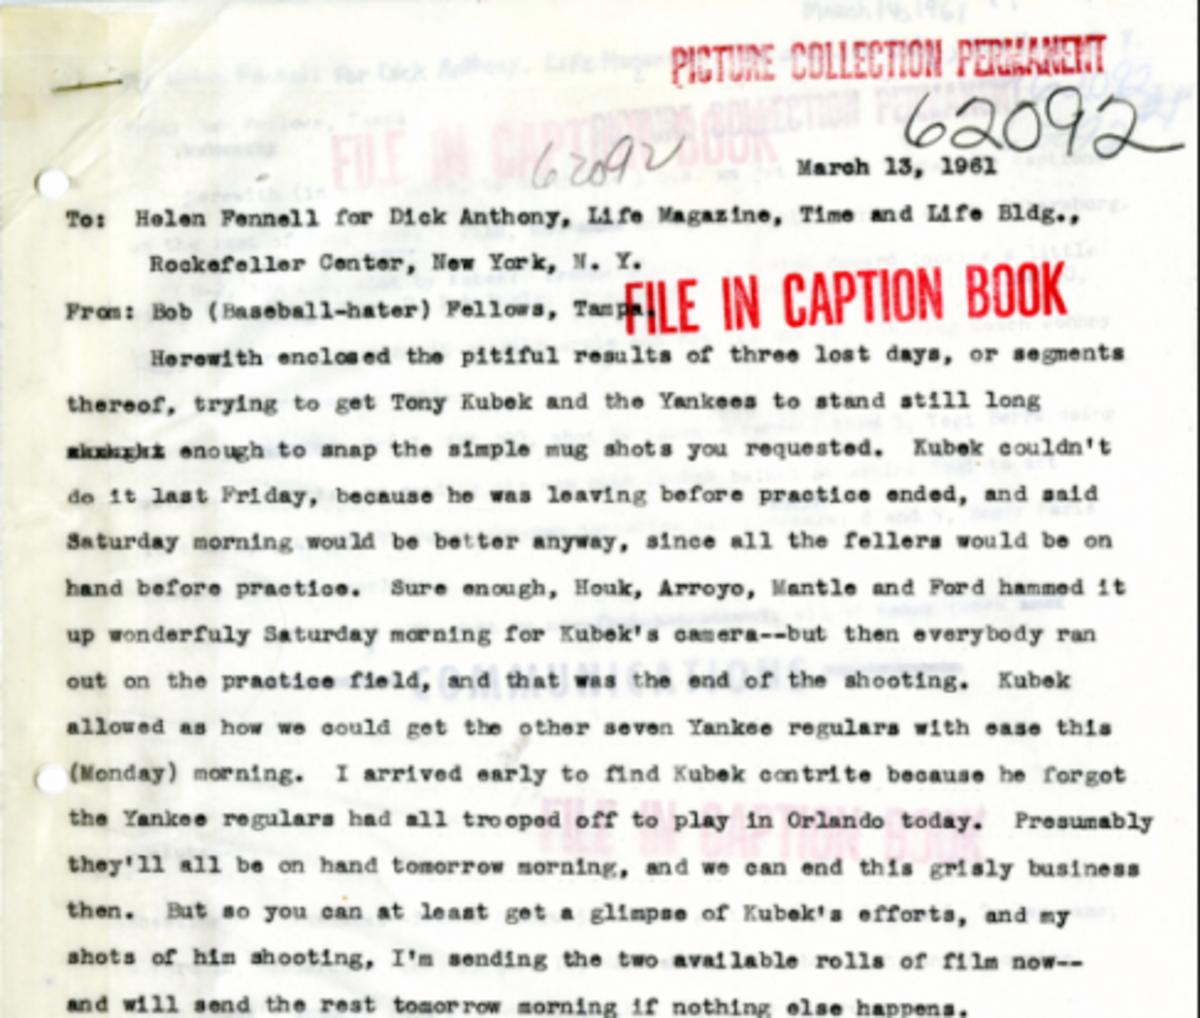 PICTURE COLLECTION PERMANENT
62092
62092
March 13, 1961
To: Helen Fennell for Dick Anthony, Life Magazine, Time and Life Bldg.,
Rockefeller Center, New York, N. Y.
From: Bob (Baseball-hater) Fellows, Tampa.
FILE IN CAPTION BOOK
Herewith enclosed the pitiful results of three lost days, or segments
thereof, trying to get Tony Kubek and the Yankees to stand still long
enough to snap the simple mug shots you requested. Kubek couldn't
do it last Friday, because he was leaving before practice ended, and said
Saturday morning would be better anyway, since all the fellers would be on
hand before practice. Sure enough, Houk, Arroyo, Mantle and Ford hammed it
up wonderfuly Saturday morning for Kubek's camera--but then everybody ran
out on the practice field, and that was the end of the shooting. Kubek
allowed as how we could get the other seven Yankee regulars with ease this
(Monday) morning. I arrived early to find Kubek contrite because he forgot
the Yankee regulars had all trooped off to play in Orlando today. Presumably
they'll all be on hand tomorrow morning, and we can end this grisly business
then. But so you can at least get a glimpse of Kubek's efforts, and my
shots of him shooting, I'm sending the two available rolls of film now--
and will send the rest tomorrow morning if nothing else happens.